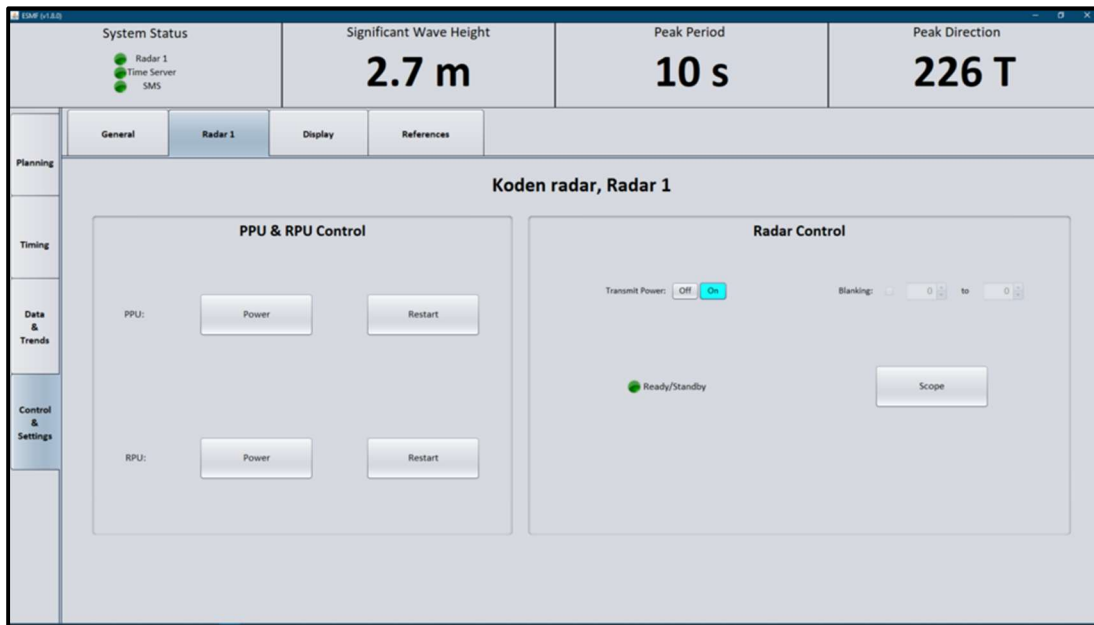 ESMF (v1.8.0)
System Status
Radar 1
Time Server
SMS
Significant Wave Height
2.7 m
Peak Period
10 s
Peak Direction
226 T
Planning
Timing
Data
&
Trends
Control
&
Settings
General
Radar 1
Display
References
Koden radar, Radar 1
PPU & RPU Control
PPU:
Power
Restart
RPU:
Power
Restart
Radar Control
Transmit Power: Off On
Blanking: 0 to 0
Ready/Standby
Scope